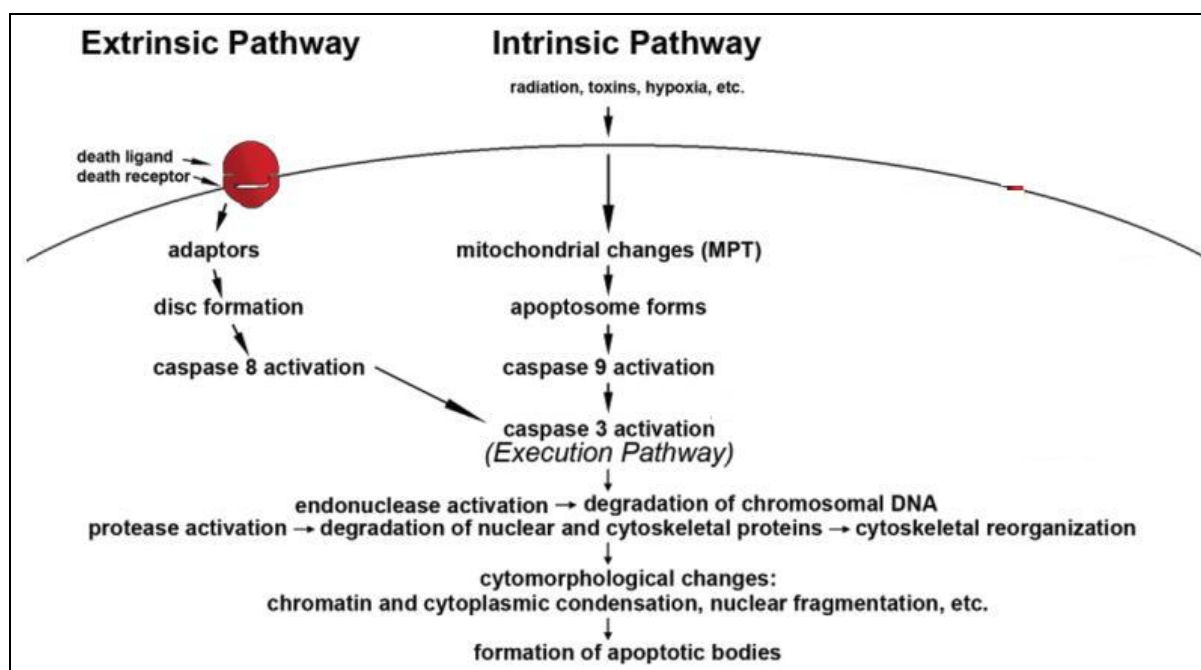 Extrinsic Pathway
Intrinsic Pathway
radiation, toxins, hypoxia, etc.
death ligand
death receptor
adaptors
mitochondrial changes (MPT)
disc formation
apoptosome forms
caspase 8 activation
caspase 9 activation
caspase 3 activation
(Execution Pathway)
endonuclease activation → degradation of chromosomal DNA
protease activation → degradation of nuclear and cytoskeletal proteins → cytoskeletal reorganization
cytomorphological changes:
chromatin and cytoplasmic condensation, nuclear fragmentation, etc.
formation of apoptotic bodies